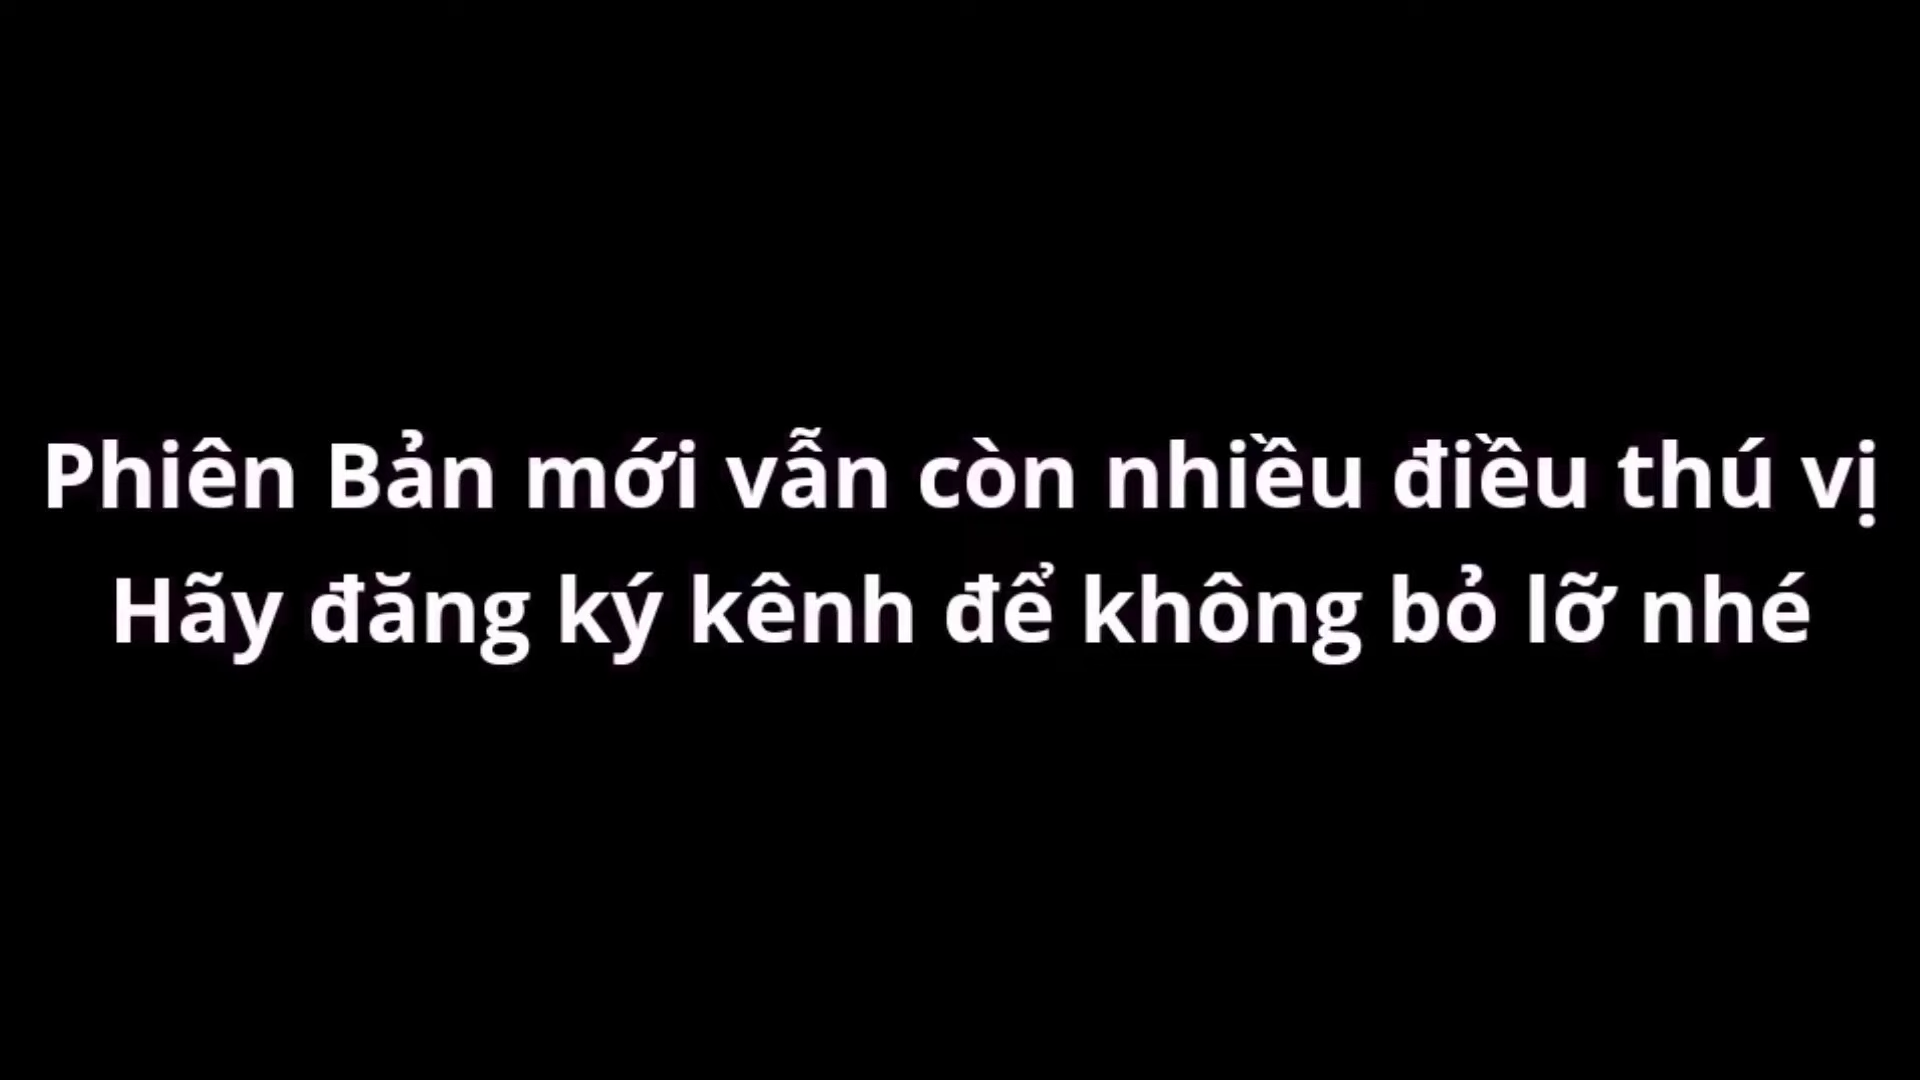 Phiên Bản mới vẫn còn nhiều điều thú vị
Hãy đăng ký kênh để không bỏ lỡ nhé